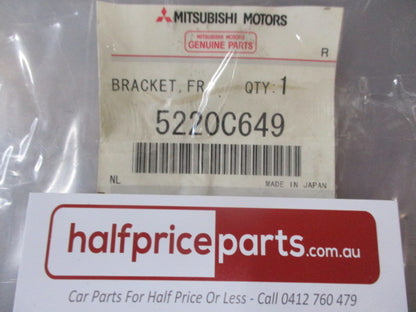 MITSUBISHI MOTORS
MITSUBISHI MOTORS
GENUINE PARTS
R
BRACKET, FR QTY:1
5220C649
NL MADE IN JAPAN
halfpriceparts.com.au
Car Parts For Half Price Or Less - Call 0412 760 479